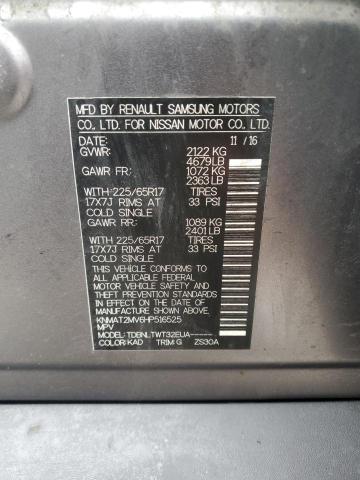 MFD BY RENAULT SAMSUNG MOTORS
CO., LTD. FOR NISSAN MOTOR CO., LTD.
DATE: 11 / 16
GVWR: 2122 KG
4679 LB
GAWR FR: 1072 KG
2363 LB
WITH 225/65R17 TIRES
17X7J RIMS AT 33 PSI
COLD SINGLE
GAWR RR: 1089 KG
2401 LB
WITH 225/65R17 TIRES
17X7J RIMS AT 33 PSI
COLD SINGLE
THIS VEHICLE CONFORMS
TO ALL APPLICABLE FEDERAL
MOTOR VEHICLE SAFETY AND
BUMPER STANDARDS
IN EFFECT ON THE DATE OF
MANUFACTURE SHOWN ABOVE.
KNMAT2MV6HP516525
MPV
MODEL: TDBNLTWT32EUA-----
COLOR: KAD TRIM: G ZS30A